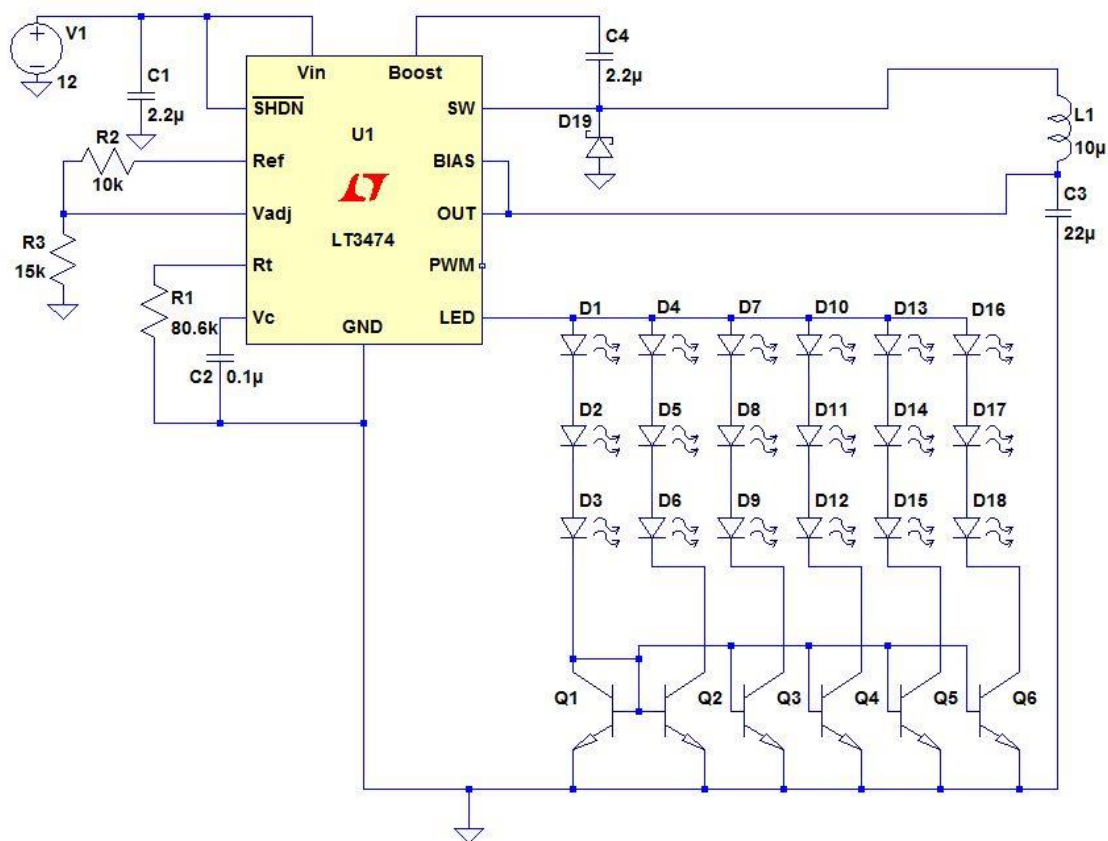 V1
12
C1
2.2µ
R2
10k
R3
15k
R1
80.6k
C2
0.1µ
Vin
Boost
SHDN
SW
U1
Ref
BIAS
Vadj
OUT
LT3474
Rt
PWM
Vc
GND
LED
C4
2.2µ
D19
L1
10µ
C3
22µ
D1
D4
D7
D10
D13
D16
D2
D5
D8
D11
D14
D17
D3
D6
D9
D12
D15
D18
Q1
Q2
Q3
Q4
Q5
Q6